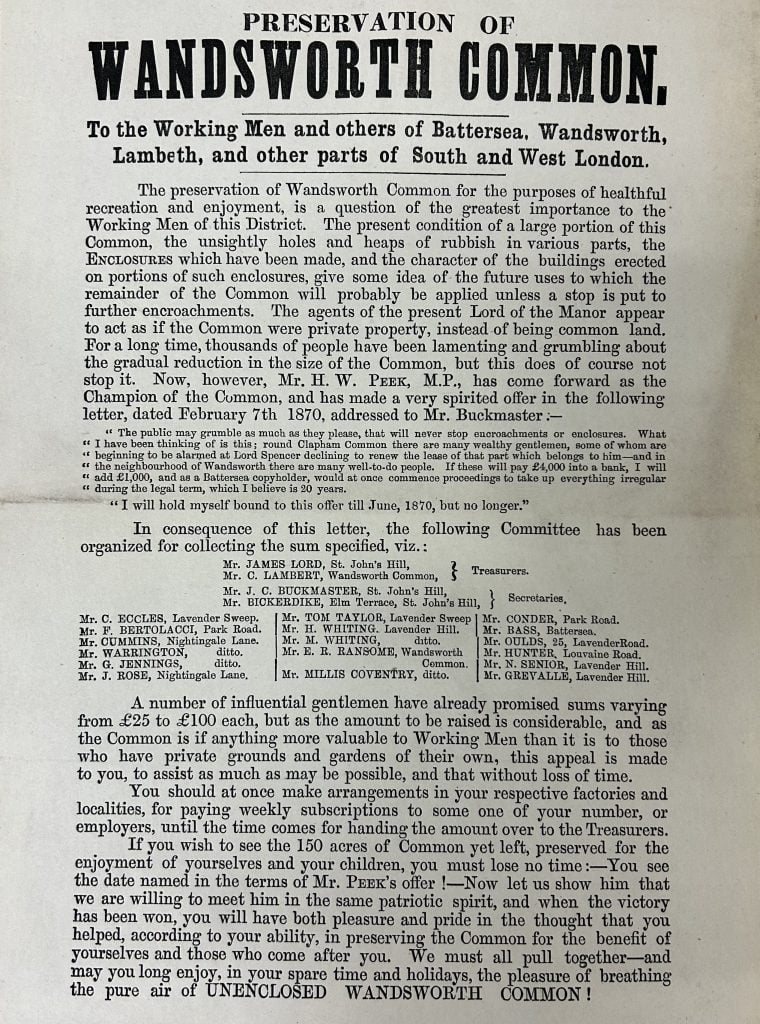 PRESERVATION OF
WANDSWORTH COMMON.
To the Working Men and others of Battersea, Wandsworth,
Lambeth, and other parts of South and West London.
The preservation of Wandsworth Common for the purposes of healthful
recreation and enjoyment, is a question of the greatest importance to the
Working Men of this District. The present condition of a large portion of this
Common, the unsightly holes and heaps of rubbish in various parts, the
ENCLOSURES which have been made, and the character of the buildings erected
on portions of such enclosures, give some idea of the future uses to which the
remainder of the Common will probably be applied unless a stop is put to
further encroachments. The agents of the present Lord of the Manor appear
to act as if the Common were private property, instead of being common land.
For a long time, thousands of people have been lamenting and grumbling about
the gradual reduction in the size of the Common, but this does of course not
stop it. Now, however, Mr. H. W. PEEK, M.P., has come forward as the
Champion of the Common, and has made a very spirited offer in the following
letter, dated February 7th 1870, addressed to Mr. Buckmaster :—
" The public may grumble as much as they please, that will never stop encroachments or enclosures. What
" I have been thinking of is this; round Clapham Common there are many wealthy gentlemen, some of whom are
" beginning to be alarmed at Lord Spencer declining to renew the lease of that part which belongs to him—and in
" the neighbourhood of Wandsworth there are many well-to-do people. If these will pay £4,000 into a bank, I will
" add £1,000, and as a Battersea copyholder, would at once commence proceedings to take up everything irregular
" during the legal term, which I believe is 20 years.
" I will hold myself bound to this offer till June, 1870, but no longer."
In consequence of this letter, the following Committee has been
organized for collecting the sum specified, viz.:
Mr. JAMES LORD, St. John's Hill,
Mr. C. LAMBERT, Wandsworth Common, } Treasurers.
Mr. J. C. BUCKMASTER, St. John's Hill,
Mr. BICKERDIKE, Elm Terrace, St. John's Hill, } Secretaries.
Mr. C. ECCLES, Lavender Sweep.
Mr. F. BERTOLACCI, Park Road.
Mr. CUMMINS, Nightingale Lane.
Mr. WARRINGTON, ditto.
Mr. G. JENNINGS, ditto.
Mr. J. ROSE, Nightingale Lane.
Mr. TOM TAYLOR, Lavender Sweep
Mr. H. WHITING. Lavender Hill.
Mr. M. WHITING, ditto.
Mr. E. R. RANSOME, Wandsworth
Common.
Mr. MILLIS COVENTRY, ditto.
Mr. CONDER, Park Road.
Mr. BASS, Battersea.
Mr. OULDS, 25, LavenderRoad.
Mr. HUNTER, Louvaine Road.
Mr. N. SENIOR, Lavender Hill.
Mr. GREVALLE, Lavender Hill.
A number of influential gentlemen have already promised sums varying
from £25 to £100 each, but as the amount to be raised is considerable, and as
the Common is if anything more valuable to Working Men than it is to those
who have private grounds and gardens of their own, this appeal is made
to you, to assist as much as may be possible, and that without loss of time.
You should at once make arrangements in your respective factories and
localities, for paying weekly subscriptions to some one of your number, or
employers, until the time comes for handing the amount over to the Treasurers.
If you wish to see the 150 acres of Common yet left, preserved for the
enjoyment of yourselves and your children, you must lose no time:—You see
the date named in the terms of Mr. PEEK's offer !—Now let us show him that
we are willing to meet him in the same patriotic spirit, and when the victory
has been won, you will have both pleasure and pride in the thought that you
helped, according to your ability, in preserving the Common for the benefit of
yourselves and those who come after you. We must all pull together—and
may you long enjoy, in your spare time and holidays, the pleasure of breathing
the pure air of UNENCLOSED WANDSWORTH COMMON !